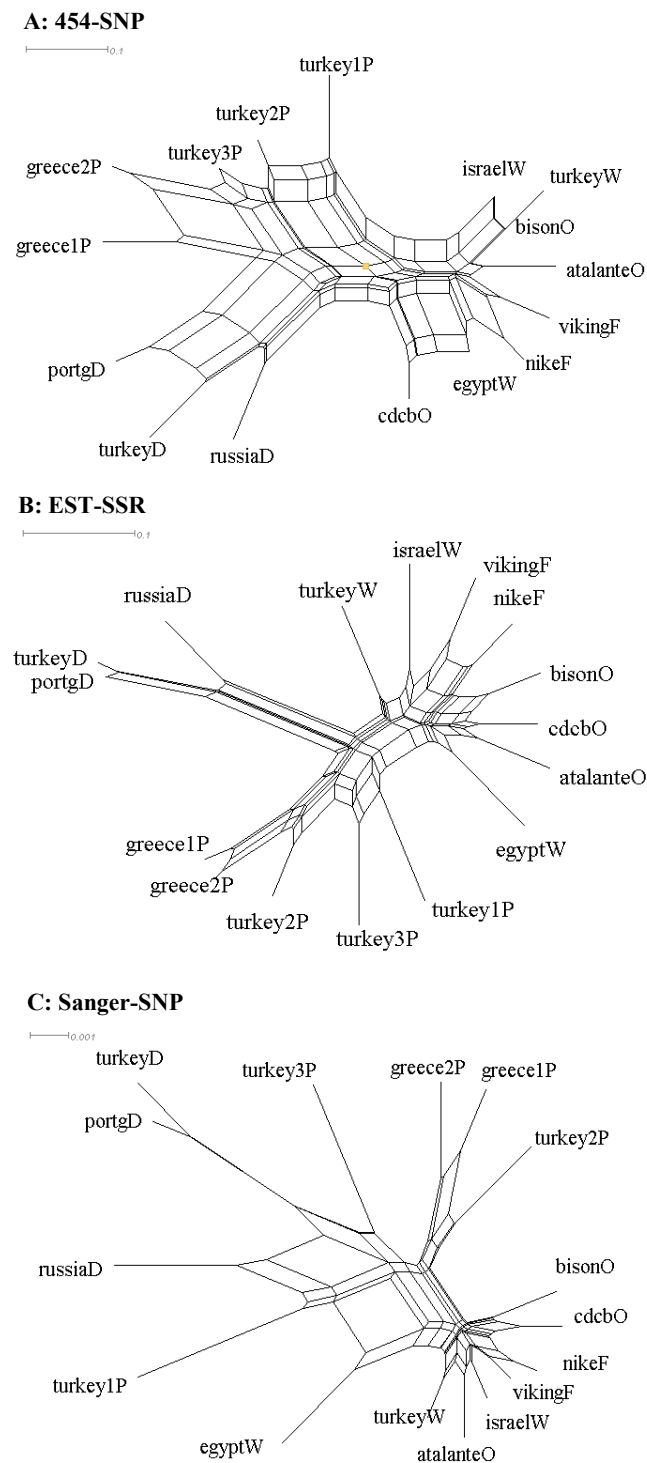 A: 454-SNP
0.1
turkey1P
turkey2P
turkey3P
greece2P
israelW
turkeyW
bisonO
greece1P
atalanteO
vikingF
nikeF
portgD
egyptW
cdcbO
turkeyD
russiaD
B: EST-SSR
0.1
israelW
vikingF
turkeyW
nikeF
russiaD
turkeyD
portgD
bisonO
cdcbO
atalanteO
greece1P
egyptW
greece2P
turkey2P
turkey1P
turkey3P
C: Sanger-SNP
0.001
turkeyD
turkey3P
greece2P
greece1P
portgD
turkey2P
russiaD
bisonO
cdcbO
nikeF
turkey1P
vikingF
turkeyW
israelW
egyptW
atalanteO